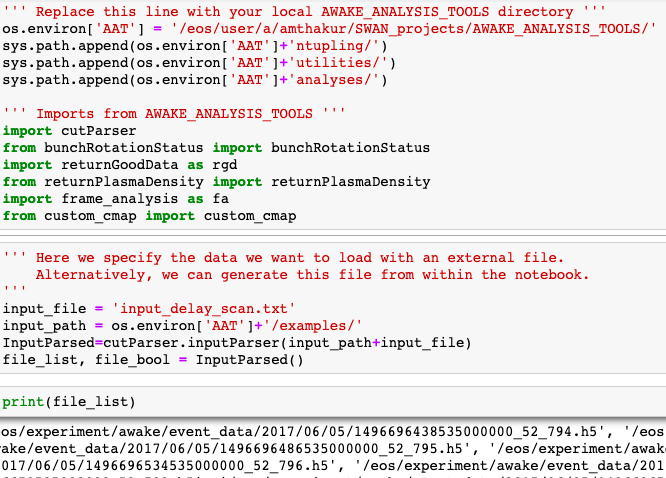 ''' Replace this line with your local AWAKE_ANALYSIS_TOOLS directory '''
os.environ['AAT'] = '/eos/user/a/amthakur/SWAN_projects/AWAKE_ANALYSIS_TOOLS/'
sys.path.append(os.environ['AAT']+'ntupling/')
sys.path.append(os.environ['AAT']+'utilities/')
sys.path.append(os.environ['AAT']+'analyses/')
''' Imports from AWAKE_ANALYSIS_TOOLS '''
import cutParser
from bunchRotationStatus import bunchRotationStatus
import returnGoodData as rgd
from returnPlasmaDensity import returnPlasmaDensity
import frame_analysis as fa
from custom_cmap import custom_cmap
''' Here we specify the data we want to load with an external file.
Alternatively, we can generate this file from within the notebook.
'''
input_file = 'input_delay_scan.txt'
input_path = os.environ['AAT']+'/examples/'
InputParsed=cutParser.inputParser(input_path+input_file)
file_list, file_bool = InputParsed()
print(file_list)
os/experiment/awake/event_data/2017/06/05/1496696438535000000_52_794.h5', '/eos
ake/event_data/2017/06/05/1496696486535000000_52_795.h5', '/eos/experiment/awak
017/06/05/1496696534535000000_52_796.h5', '/eos/experiment/awake/event_data/201